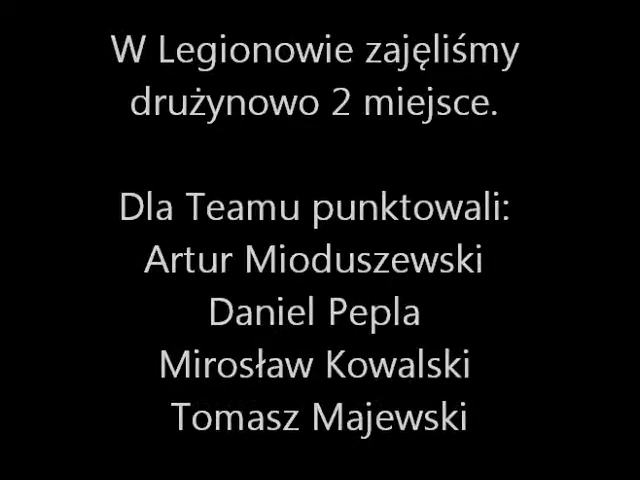 W Legionowie zajęliśmy
drużynowo 2 miejsce.
Dla Teamu punktowali:
Artur Mioduszewski
Daniel Pepla
Mirosław Kowalski
Tomasz Majewski